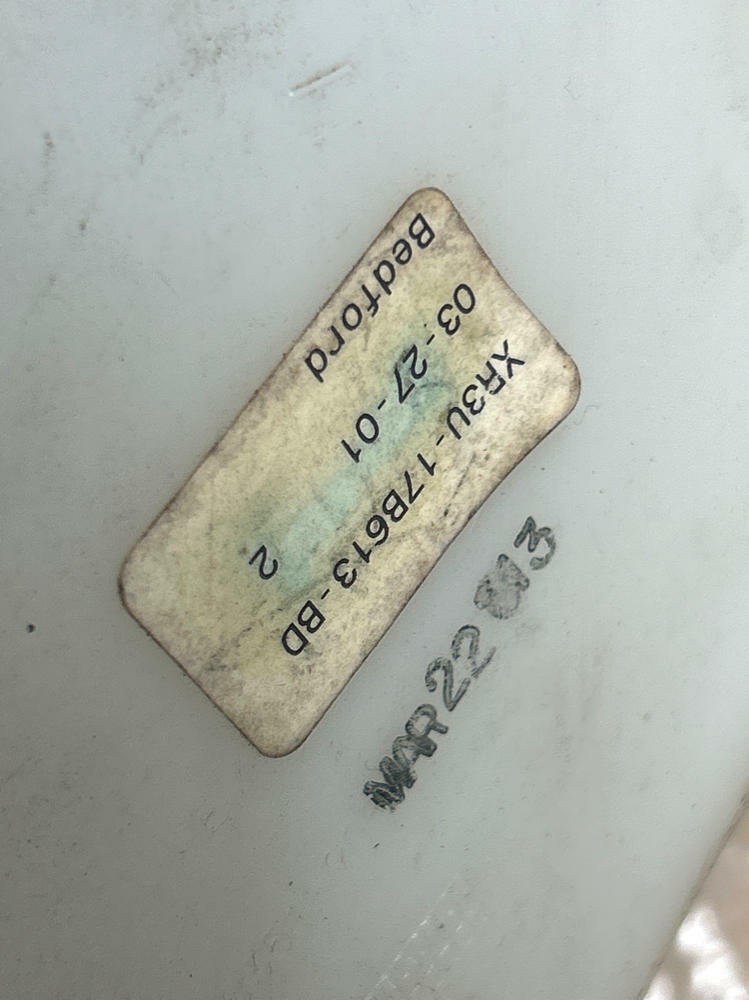 Bedford
03-27-01
2
XR3U-17B613-BD
MAR 22